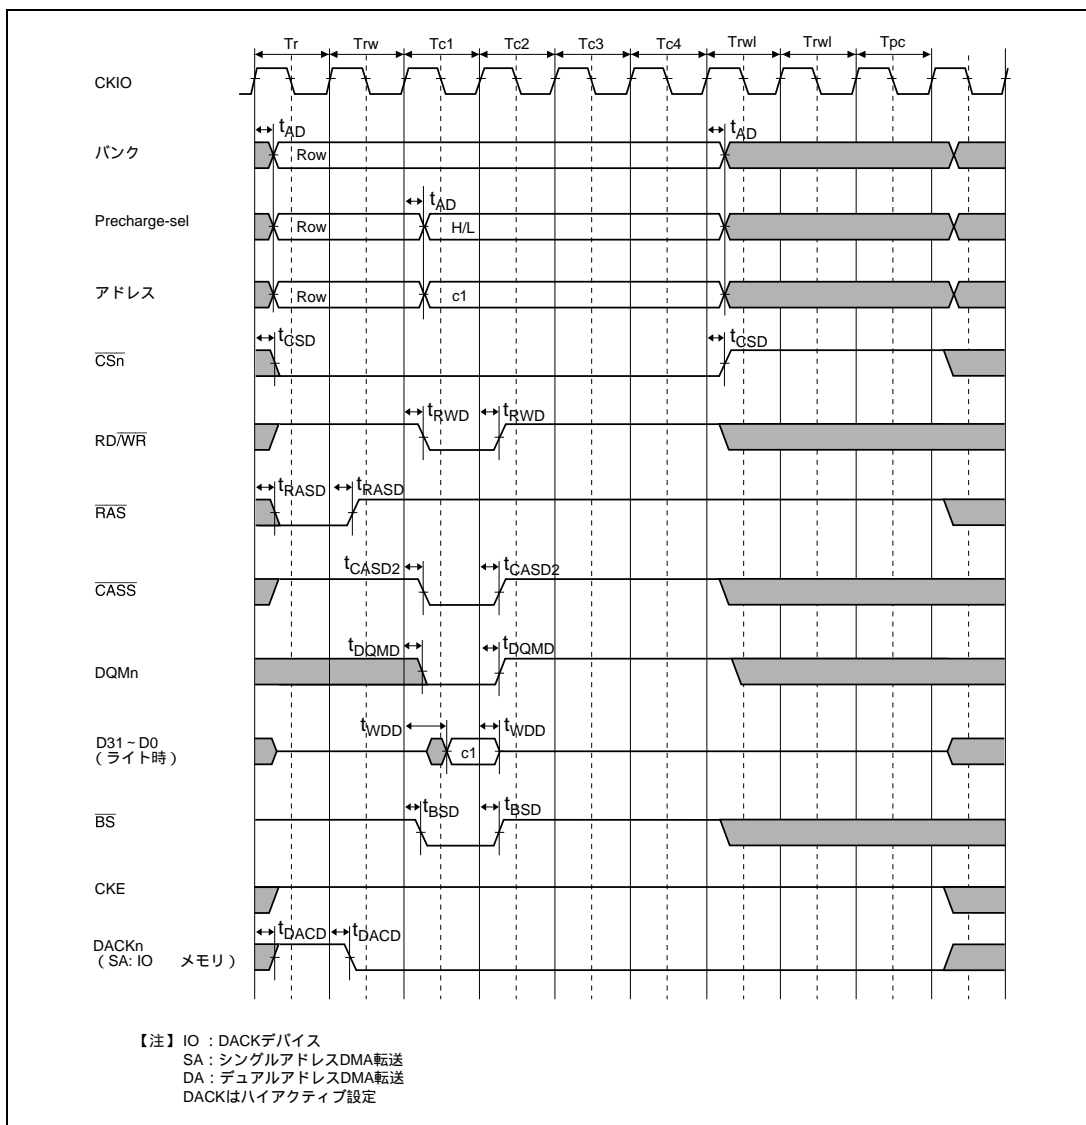 Tr Trw Tc1 Tc2 Tc3 Tc4 Trwl Trwl Tpc
CKIO
tAD tAD
バンク Row
tAD
Precharge-sel Row H/L
アドレス Row c1
tCSD tCSD
CSn
tRWD tRWD
RD/WR
tRASD tRASD
RAS
tCASD2 tCASD2
CASS
tDQMD tDQMD
DQMn
tWDD tWDD
D31~D0 c1
(ライト時)
tBSD tBSD
BS
CKE
tDACD tDACD
DACKn
(SA: IO メモリ)
【注】IO :DACKデバイス
SA:シングルアドレスDMA転送
DA:デュアルアドレスDMA転送
DACKはハイアクティブ設定